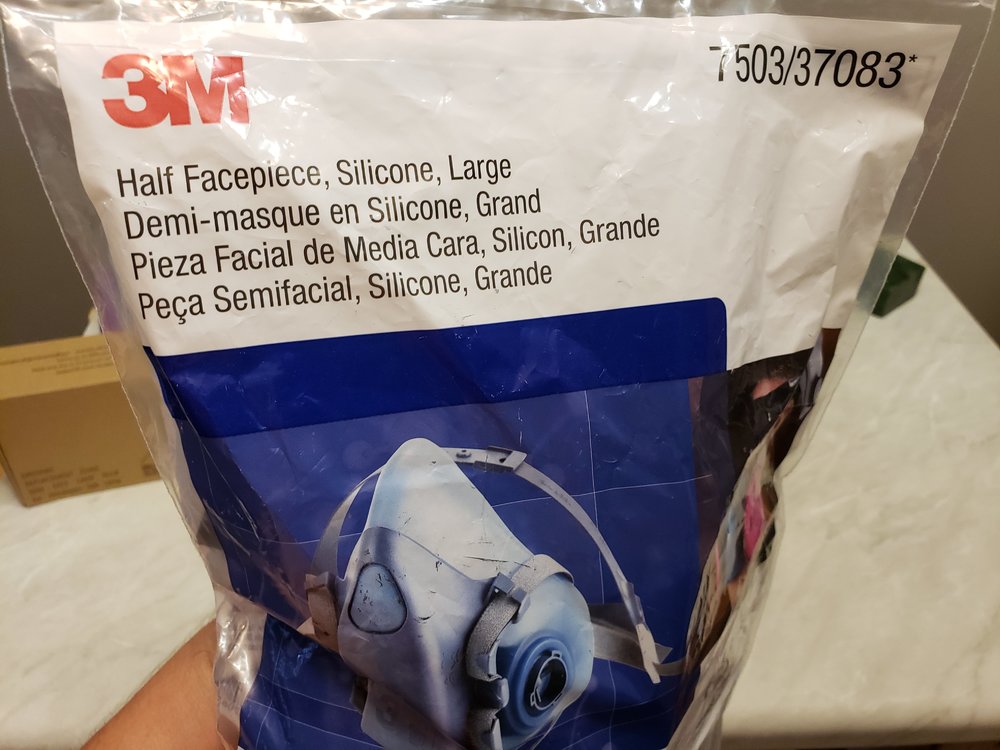 3M
7503/37083*
Half Facepiece, Silicone, Large
Demi-masque en Silicone, Grand
Pieza Facial de Media Cara, Silicon, Grande
Peça Semifacial, Silicone, Grande